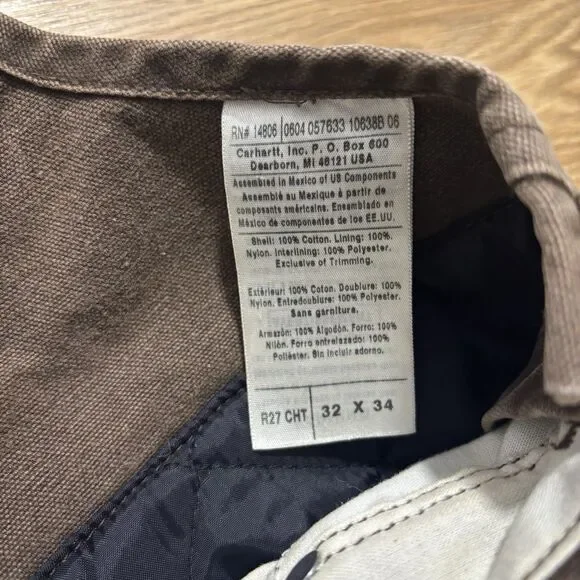 RN# 14806 0604 057633 10638B 06
Carhartt, Inc. P. O. Box 600
Dearborn, MI 48121 USA
Assembled in Mexico of US Components
Assemblé au Mexique à partir de
composants américains. Ensamblado en
México de componentes de los EE.UU.
Shell: 100% Cotton. Lining: 100%
Nylon. Interlining: 100% Polyester.
Exclusive of Trimming.
Extérieur: 100% Coton. Doublure: 100%
Nylon. Entredoublure: 100% Polyester.
Sans garniture.
Armazón: 100% Algodón. Forro: 100%
Nilón. Forro entrelazado: 100%
Poliéster. Sin incluir adorno.
R27 CHT 32 X 34